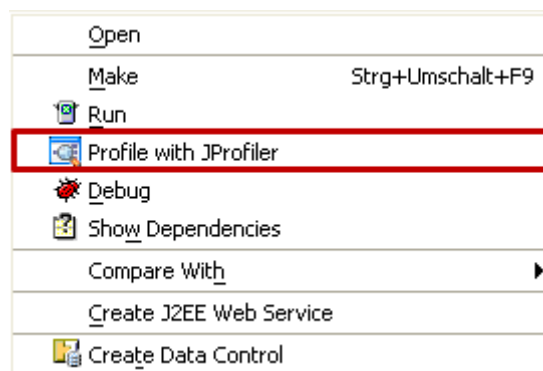 Open
Make Strg+Umschalt+F9
Run
Profile with JProfiler
Debug
Show Dependencies
Compare With
Create J2EE Web Service
Create Data Control